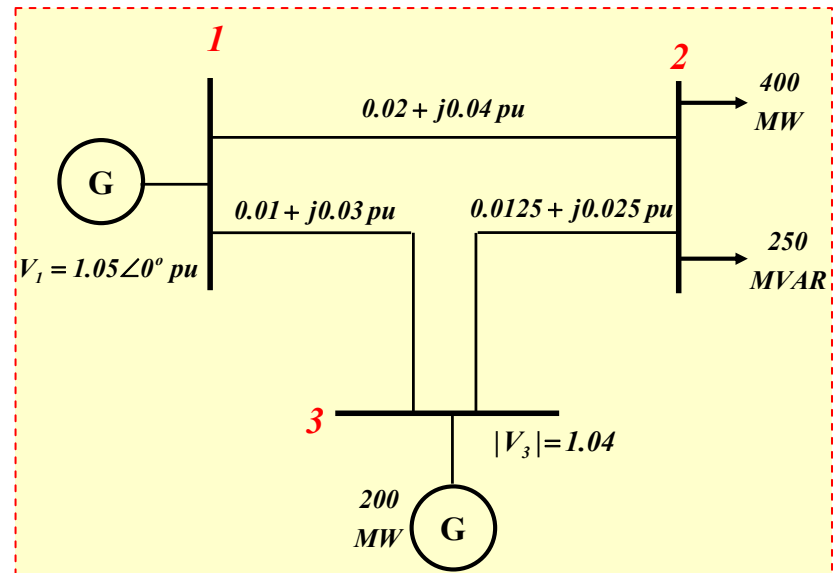 1
2
400
MW
0.02 + j0.04 pu
G
0.01 + j0.03 pu
0.0125 + j0.025 pu
250
MVAR
V₁ = 1.05∠0° pu
3
|V₃| = 1.04
200
MW
G